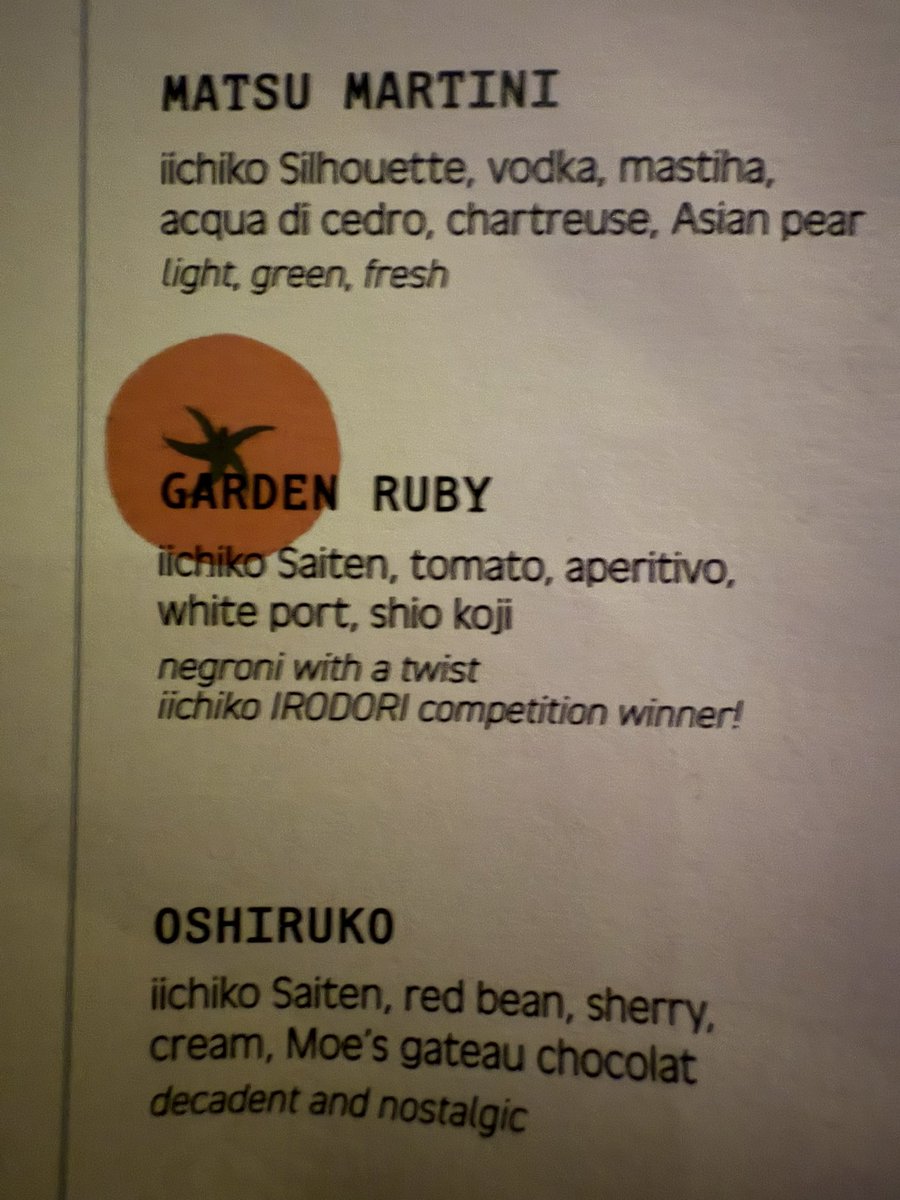 MATSU MARTINI
iichiko Silhouette, vodka, mastiha,
acqua di cedro, chartreuse, Asian pear
light, green, fresh
GARDEN RUBY
iichiko Saiten, tomato, aperitivo,
white port, shio koji
negroni with a twist
iichiko IRODORI competition winner!
OSHIRUKO
iichiko Saiten, red bean, sherry,
cream, Moe's gateau chocolat
decadent and nostalgic